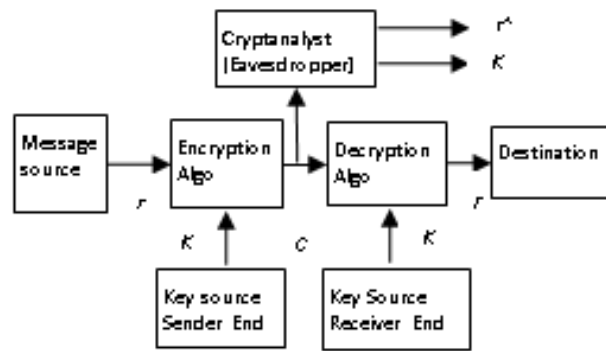 Cryptanalyst
[Eavesdropper]
r^
K
Message
source
Encryption
Algo
Decryption
Algo
Destination
r
K
C
K
r
Key source
Sender End
Key Source
Receiver End